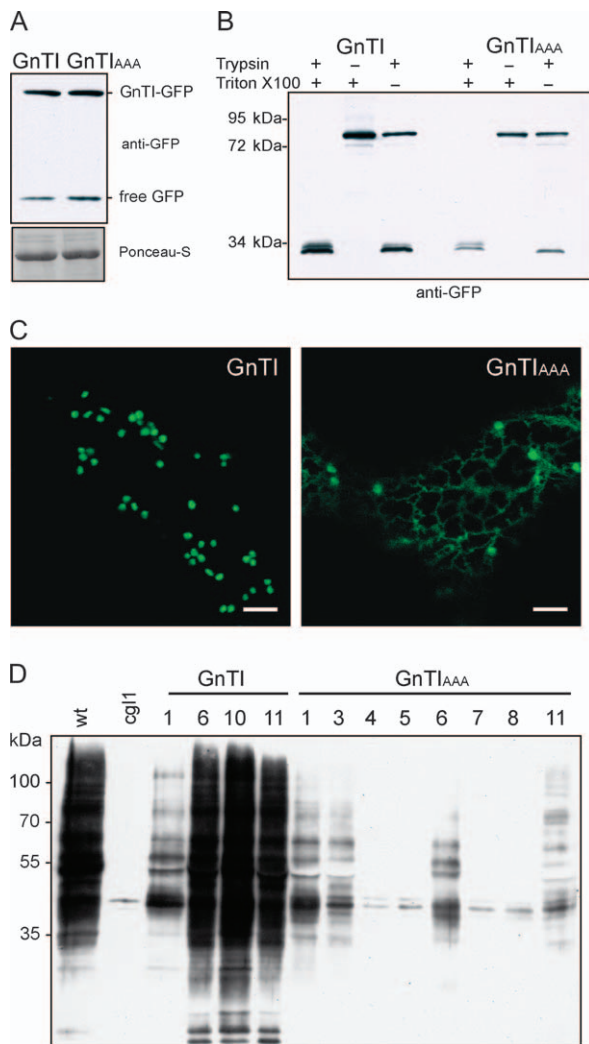 A
GnTI GnTIAAA
GnTI-GFP
anti-GFP
free GFP
Ponceau-S
B
GnTI GnTIAAA
Trypsin + – + + – +
Triton X100 + + – + + –
95 kDa
72 kDa
34 kDa
anti-GFP
C
GnTI
GnTIAAA
D
GnTI GnTIAAA
wt cgl1 1 6 10 11 1 3 4 5 6 7 8 11
kDa
100
70
55
35